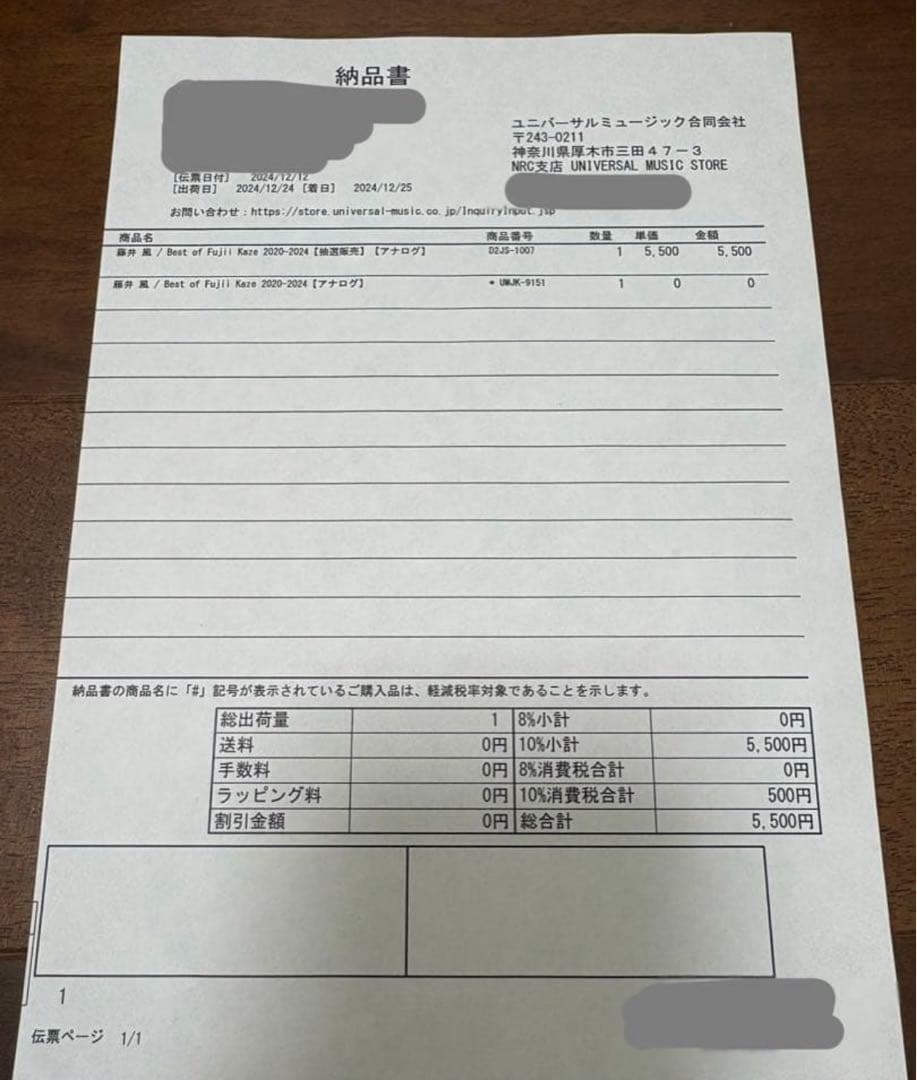 納品書
ユニバーサルミュージック合同会社
〒243-0211
神奈川県厚木市三田４７－３
NRC支店 UNIVERSAL MUSIC STORE
[伝票日付] 2024/12/12
[出荷日] 2024/12/24 [着日] 2024/12/25
お問い合わせ：https://store.universal-music.co.jp/InquiryInput.jsp
商品名 商品番号 数量 単価 金額
藤井 風 / Best of Fujii Kaze 2020-2024【抽選販売】【アナログ】 D2JS-1007 1 5,500 5,500
藤井 風 / Best of Fujii Kaze 2020-2024【アナログ】 * UMJK-9151 1 0 0
納品書の商品名に「#」記号が表示されているご購入品は、軽減税率対象であることを示します。
総出荷量 1 8%小計 0円
送料 0円 10%小計 5,500円
手数料 0円 8%消費税合計 0円
ラッピング料 0円 10%消費税合計 500円
割引金額 0円 総合計 5,500円
1
伝票ページ 1/1